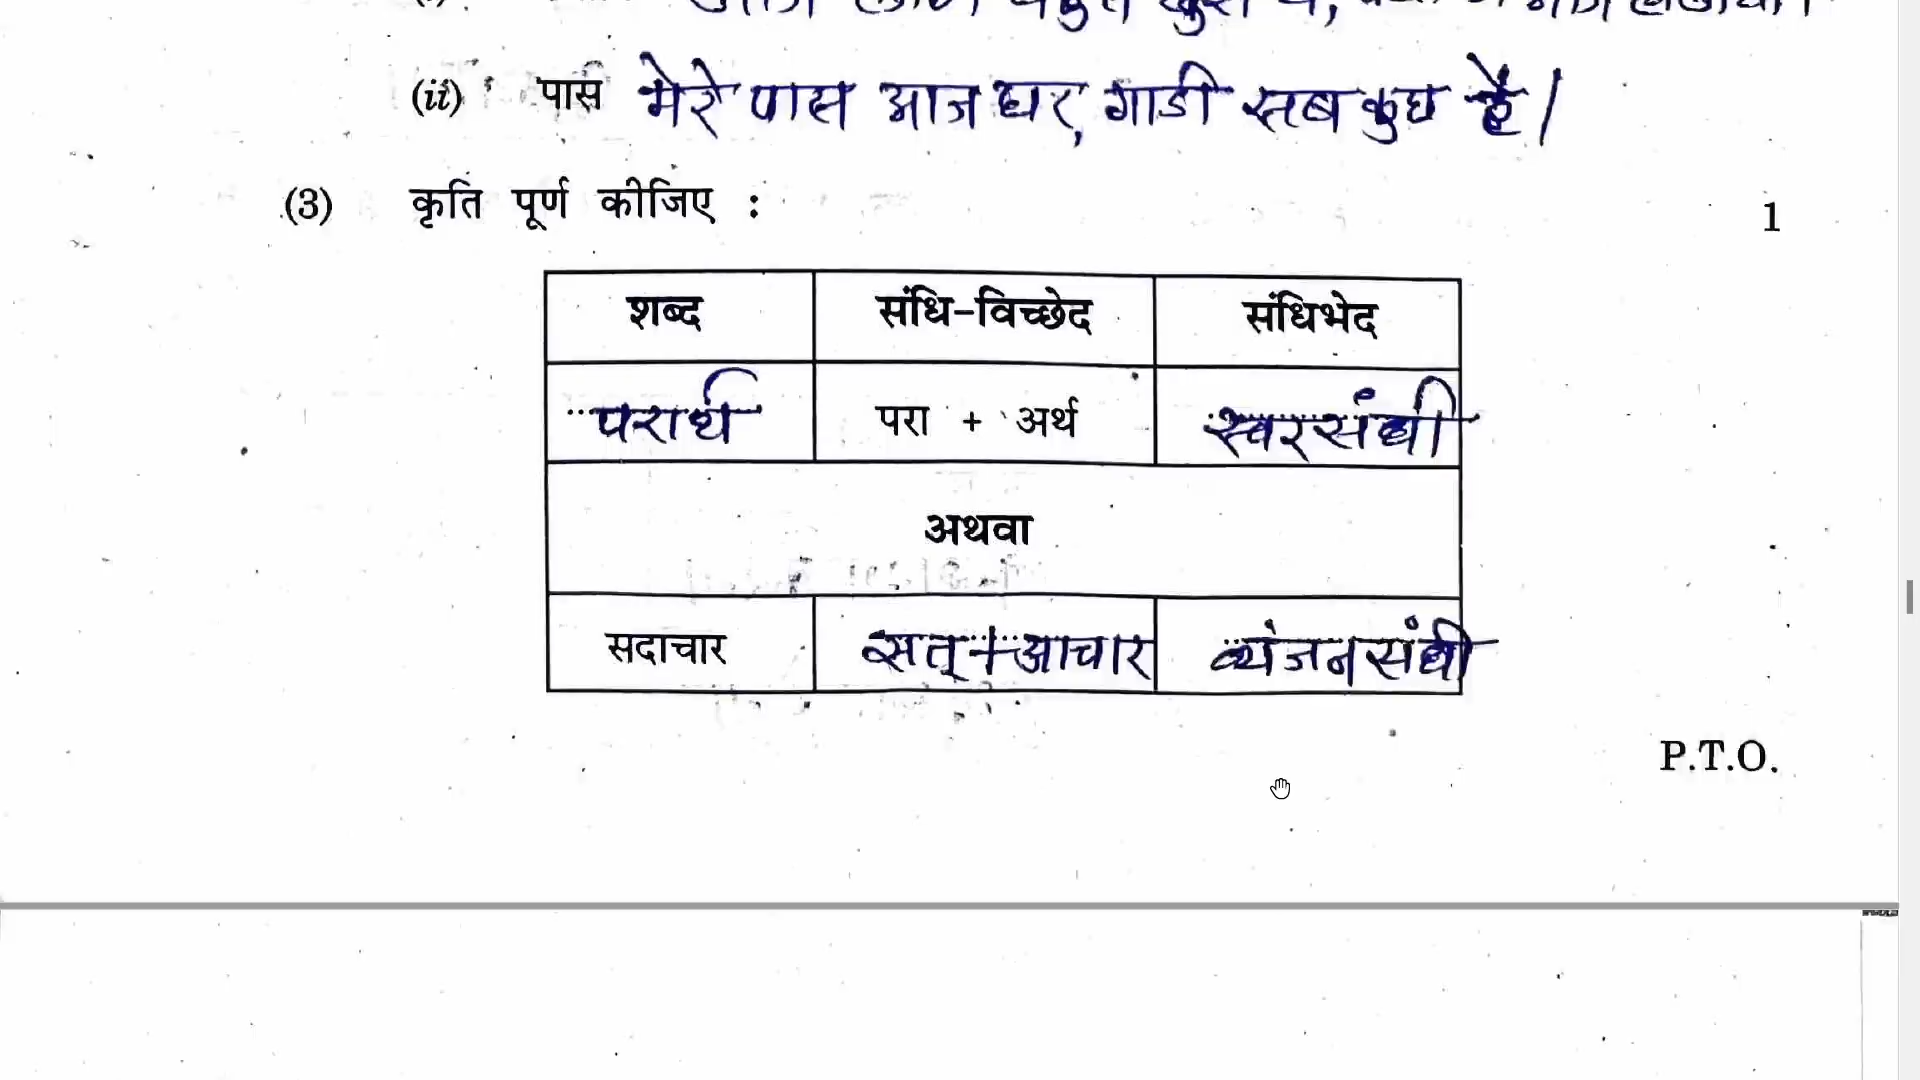 (ii) पास मेरे पास आज घर, गाडी सब कुछ है।
(3) कृति पूर्ण कीजिए : 1
शब्द संधि-विच्छेद संधिभेद
परार्थ परा + अर्थ स्वरसंधी
अथवा
सदाचार सत् + आचार व्यंजनसंधी
P.T.O.